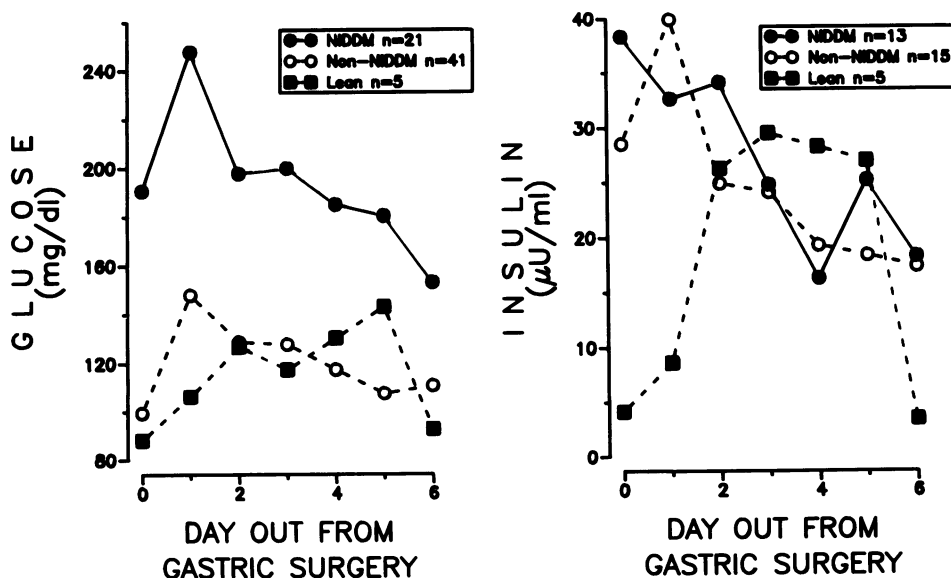 NIDDM n=21
Non-NIDDM n=41
Lean n=5
GLUCOSE
(mg/dl)
240
200
160
120
80
0 2 4 6
DAY OUT FROM
GASTRIC SURGERY
NIDDM n=13
Non-NIDDM n=15
Lean n=5
INSULIN
(μU/ml)
40
30
20
10
0
0 2 4 6
DAY OUT FROM
GASTRIC SURGERY